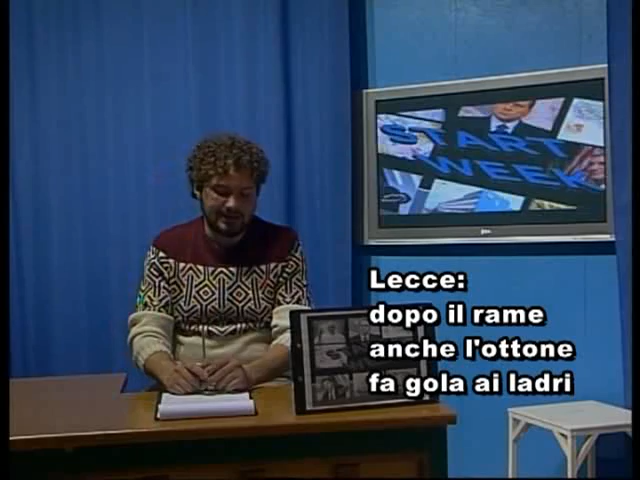 START
WEEK
Lecce:
dopo il rame
anche l'ottone
fa gola ai ladri